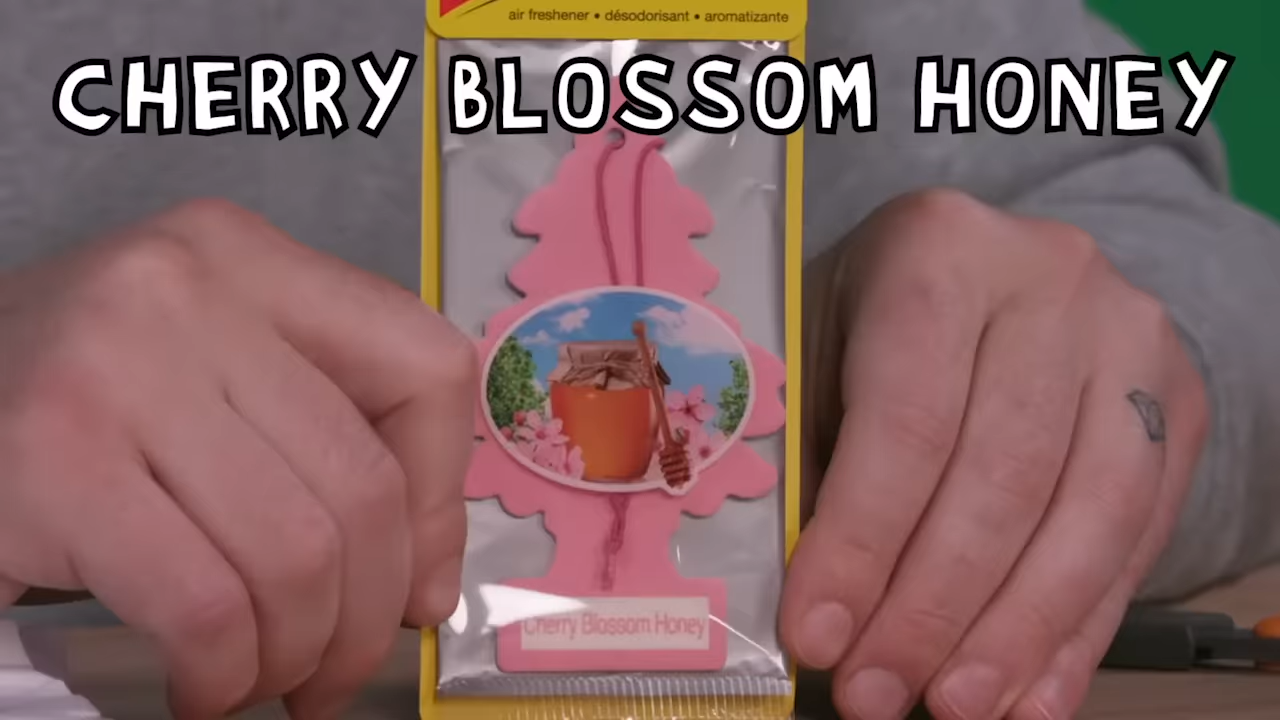 air freshener • désodorisant • aromatizante
CHERRY BLOSSOM HONEY
Cherry Blossom Honey